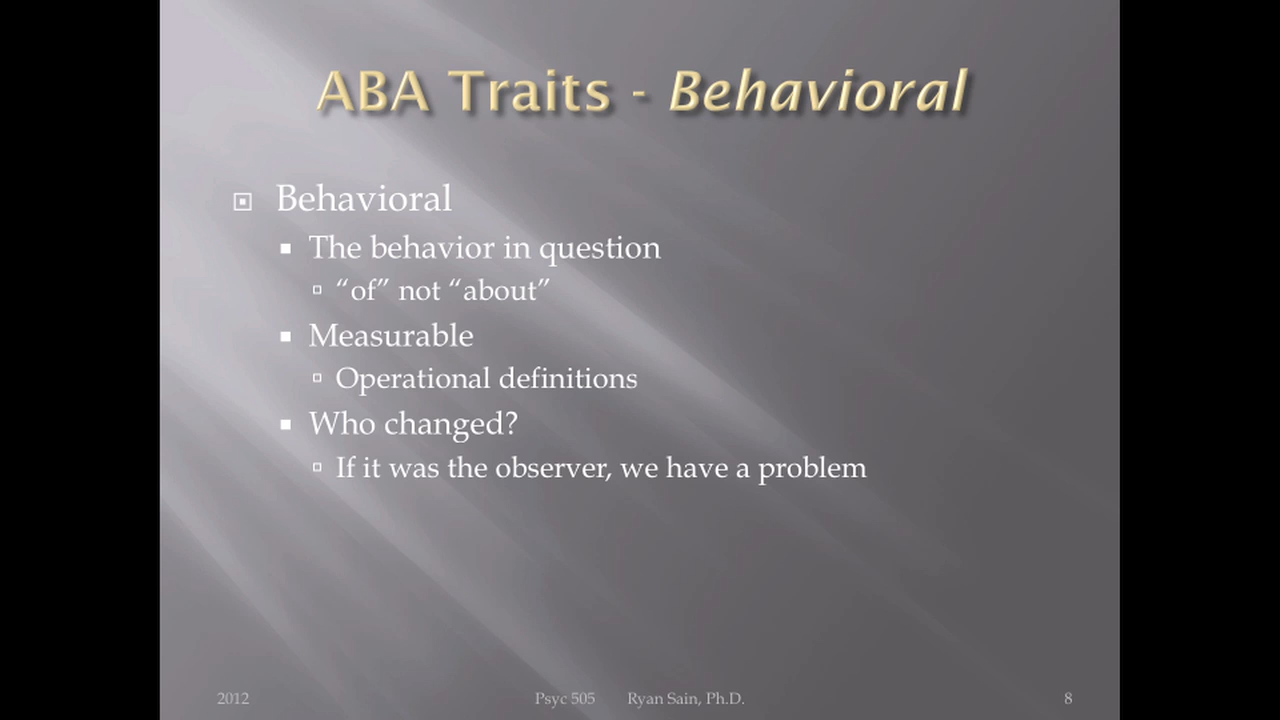 ABA Traits - Behavioral
Behavioral
The behavior in question
“of” not “about”
Measurable
Operational definitions
Who changed?
If it was the observer, we have a problem
2012 Psyc 505 Ryan Sain, Ph.D. 8